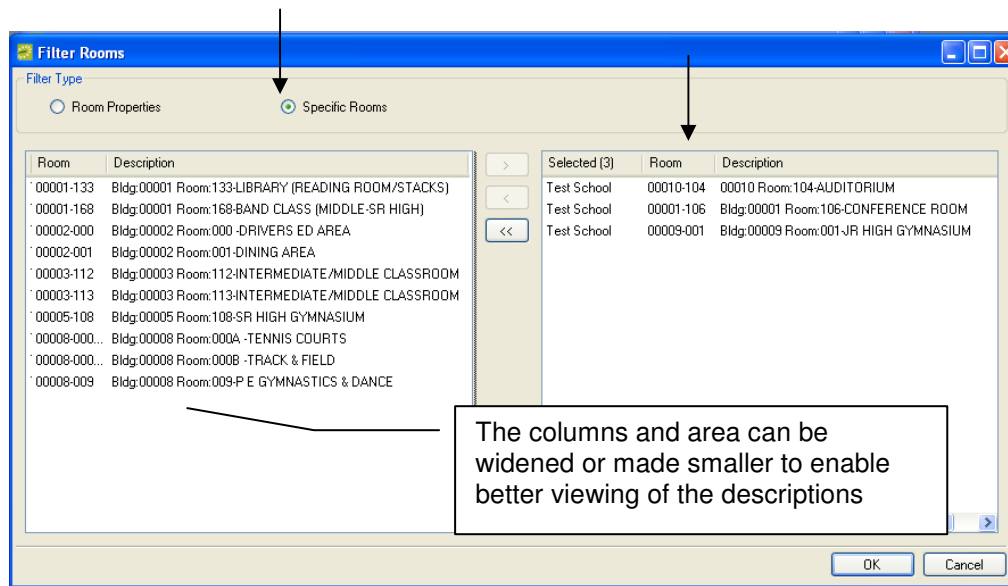 Filter Rooms
Filter Type
Room Properties Specific Rooms
Room Description
00001-133 Bldg:00001 Room:133-LIBRARY (READING ROOM/STACKS)
00001-168 Bldg:00001 Room:168-BAND CLASS (MIDDLE-SR HIGH)
00002-000 Bldg:00002 Room:000 -DRIVERS ED AREA
00002-001 Bldg:00002 Room:001-DINING AREA
00003-112 Bldg:00003 Room:112-INTERMEDIATE/MIDDLE CLASSROOM
00003-113 Bldg:00003 Room:113-INTERMEDIATE/MIDDLE CLASSROOM
00005-108 Bldg:00005 Room:108-SR HIGH GYMNASIUM
00008-000... Bldg:00008 Room:000A -TENNIS COURTS
00008-000... Bldg:00008 Room:000B -TRACK & FIELD
00008-009 Bldg:00008 Room:009-P E GYMNASTICS & DANCE
>
<
<<
Selected (3) Room Description
Test School 00010-104 00010 Room:104-AUDITORIUM
Test School 00001-106 Bldg:00001 Room:106-CONFERENCE ROOM
Test School 00009-001 Bldg:00009 Room:001-JR HIGH GYMNASIUM
The columns and area can be
widened or made smaller to enable
better viewing of the descriptions
OK Cancel